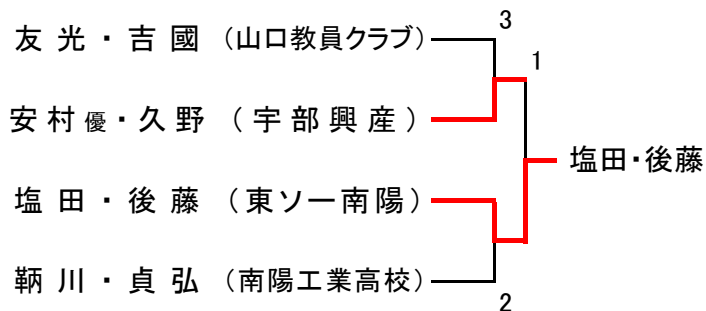 友光・吉國（山口教員クラブ）
3
1
安村優・久野（宇部興産）
塩田・後藤
塩田・後藤（東ソー南陽）
鞆川・貞弘（南陽工業高校）
2